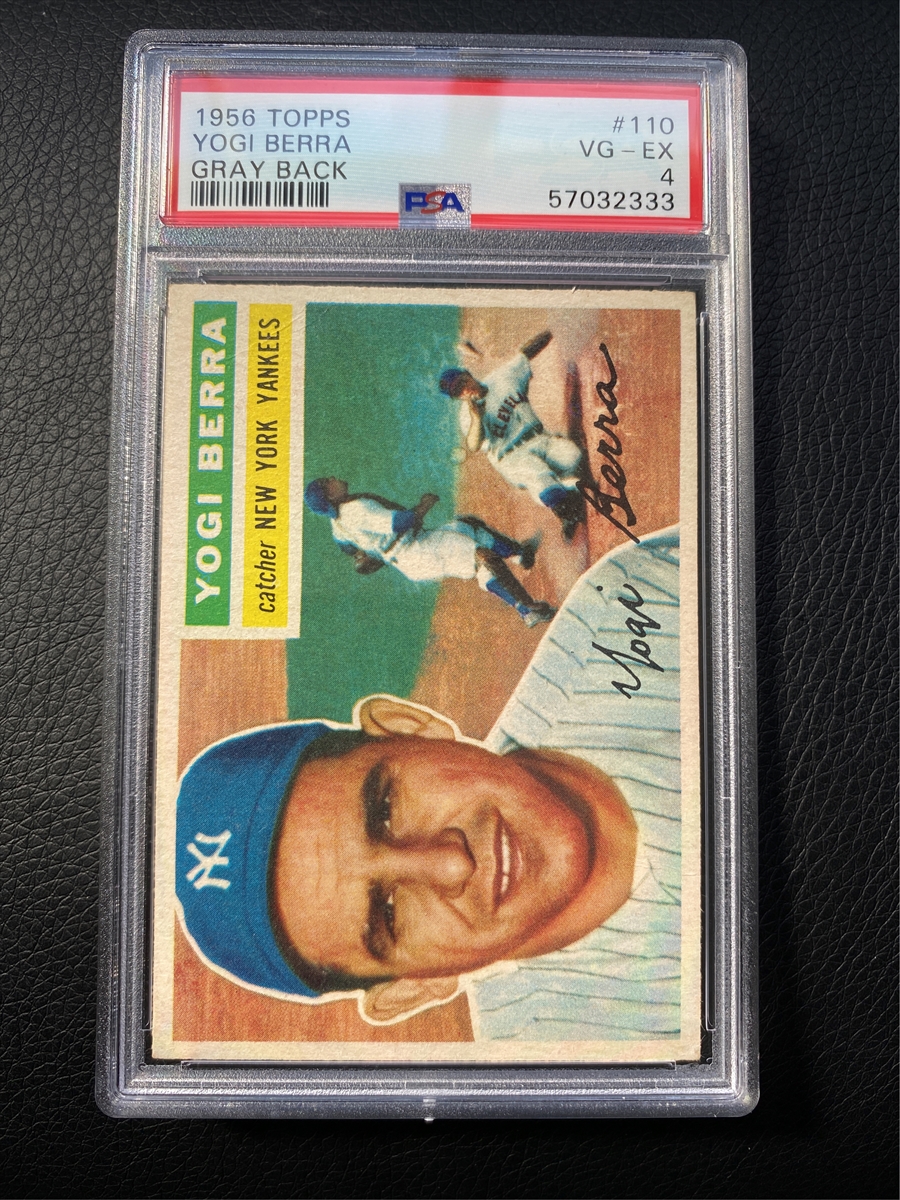 1956 TOPPS #110
YOGI BERRA VG-EX
GRAY BACK 4
57032333
PSA
YOGI BERRA
catcher NEW YORK YANKEES
CLEVEL
Yogi Berra
NY